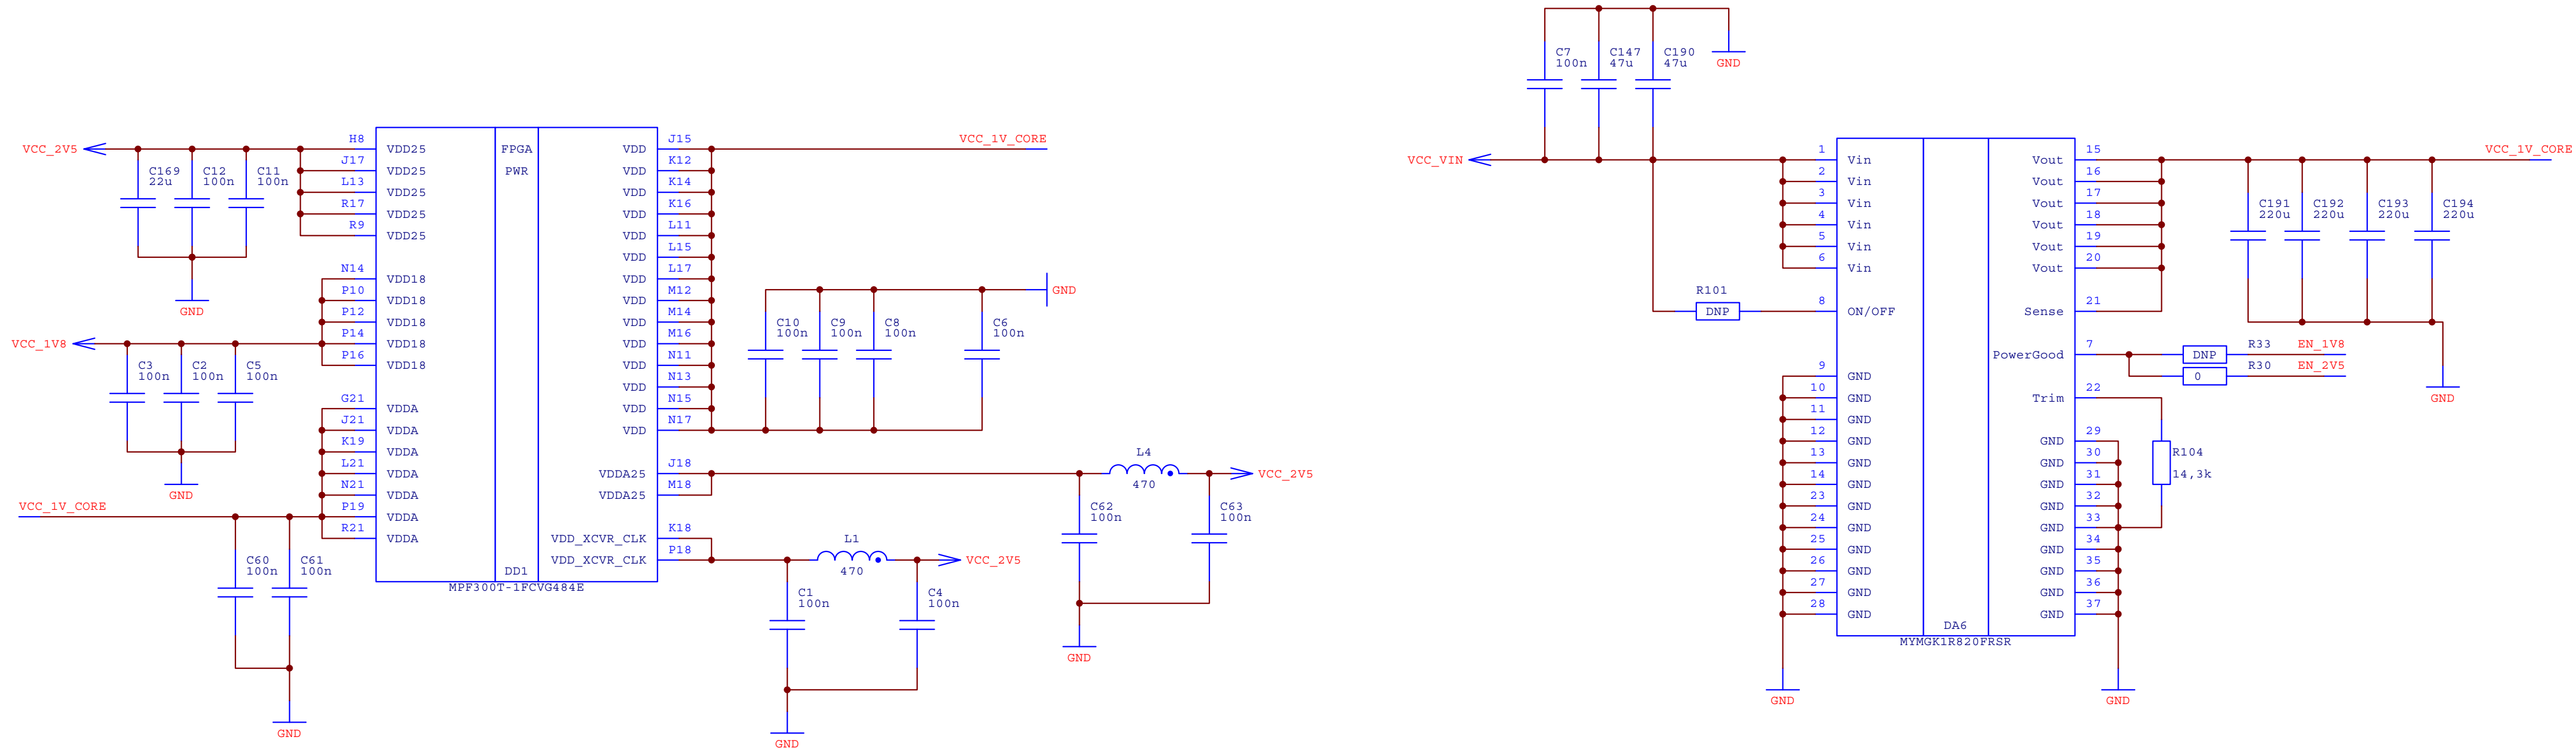 VCC_2V5
C169
22u
C12
100n
C11
100n
GND
H8
J17
L13
R17
R9
VDD25
VDD25
VDD25
VDD25
VDD25
N14
P10
P12
P14
P16
VDD18
VDD18
VDD18
VDD18
VDD18
VCC_1V8
C3
100n
C2
100n
C5
100n
GND
G21
J21
K19
L21
N21
P19
R21
VDDA
VDDA
VDDA
VDDA
VDDA
VDDA
VDDA
VCC_1V_CORE
C60
100n
C61
100n
GND
FPGA
PWR
DD1
MPF300T-1FCVG484E
VDD
VDD
VDD
VDD
VDD
VDD
VDD
VDD
VDD
VDD
VDD
VDD
VDD
VDD
J15
K12
K14
K16
L11
L15
L17
M12
M14
M16
N11
N13
N15
N17
VCC_1V_CORE
GND
C10
100n
C9
100n
C8
100n
C6
100n
VDDA25
VDDA25
J18
M18
VDD_XCVR_CLK
VDD_XCVR_CLK
K18
P18
L4
470
VCC_2V5
C62
100n
C63
100n
GND
L1
470
VCC_2V5
C1
100n
C4
100n
GND
C7
100n
C147
47u
C190
47u
GND
VCC_VIN
R101
DNP
1
2
3
4
5
6
8
Vin
Vin
Vin
Vin
Vin
Vin
ON/OFF
9
10
11
12
13
14
23
24
25
26
27
28
GND
GND
GND
GND
GND
GND
GND
GND
GND
GND
GND
GND
GND
DA6
MYMGK1R820FRSR
Vout
Vout
Vout
Vout
Vout
Vout
Sense
PowerGood
Trim
15
16
17
18
19
20
21
7
22
GND
GND
GND
GND
GND
GND
GND
GND
GND
29
30
31
32
33
34
35
36
37
GND
VCC_1V_CORE
C191
220u
C192
220u
C193
220u
C194
220u
GND
DNP
R33
EN_1V8
0
R30
EN_2V5
R104
14,3k